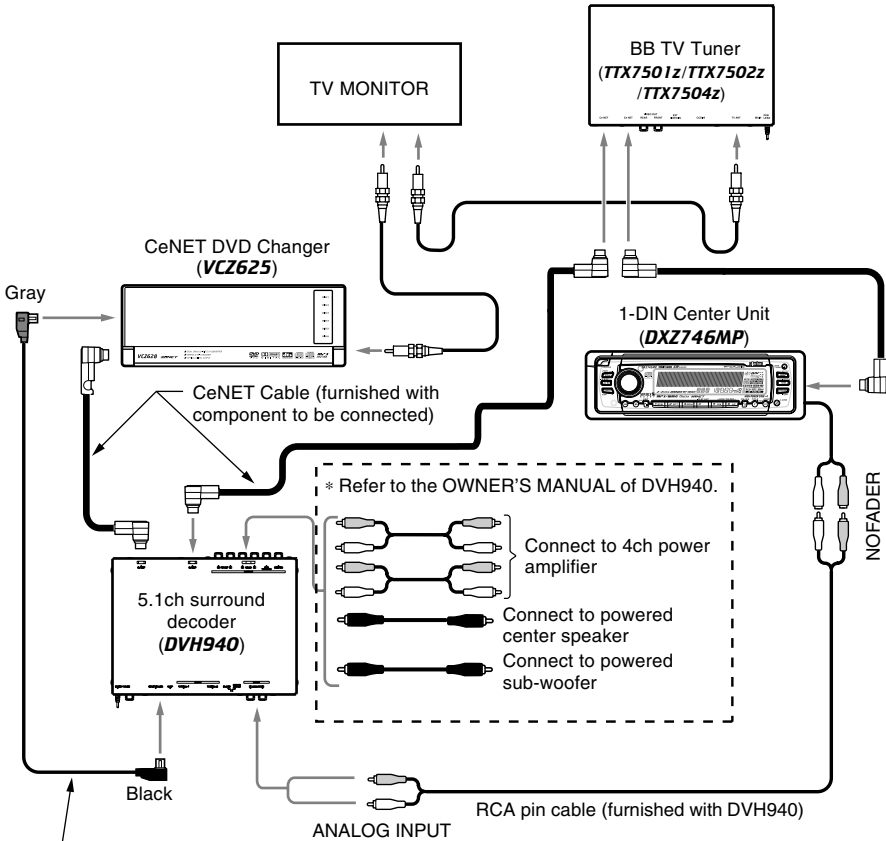 TV MONITOR
BB TV Tuner
(TTX7501z/TTX7502z
/TTX7504z)
CeNET DVD Changer
(VCZ625)
Gray
VCZ628
1-DIN Center Unit
(DXZ746MP)
CeNET Cable (furnished with
component to be connected)
* Refer to the OWNER'S MANUAL of DVH940.
Connect to 4ch power
amplifier
Connect to powered
center speaker
Connect to powered
sub-woofer
NOFADER
5.1ch surround
decoder
(DVH940)
Black
RCA pin cable (furnished with DVH940)
ANALOG INPUT